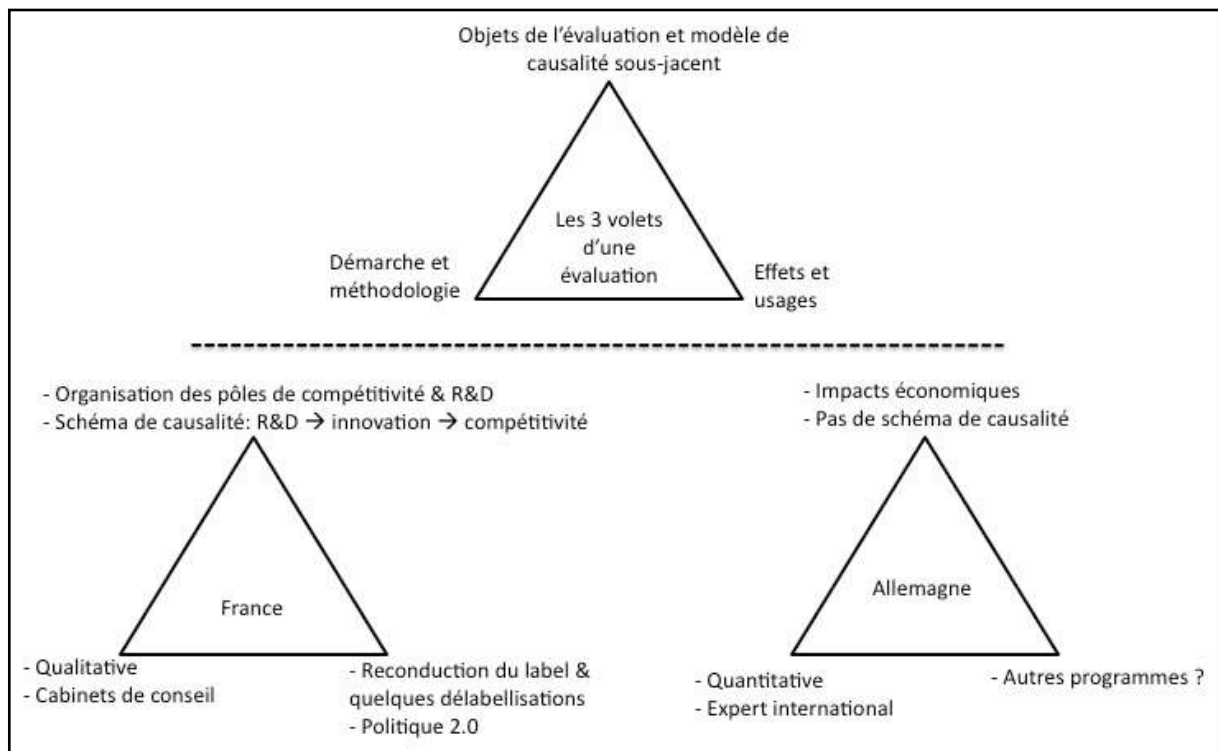 Objets de l'évaluation et modèle de
causalité sous-jacent
Les 3 volets
d'une
évaluation
Démarche et
méthodologie
Effets et
usages
- Organisation des pôles de compétitivité & R&D
- Schéma de causalité: R&D → innovation → compétitivité
France
- Qualitative
- Cabinets de conseil
- Reconduction du label &
quelques délabellisations
- Politique 2.0
- Impacts économiques
- Pas de schéma de causalité
Allemagne
- Quantitative
- Expert international
- Autres programmes ?